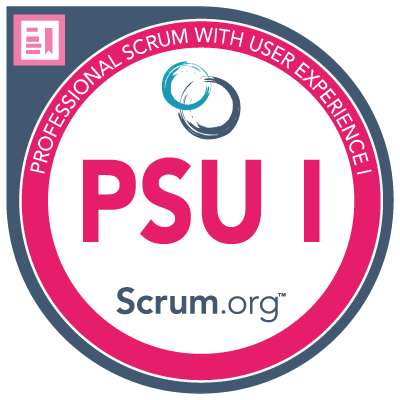 PROFESSIONAL SCRUM WITH USER EXPERIENCE I
PSU I
Scrum.org™